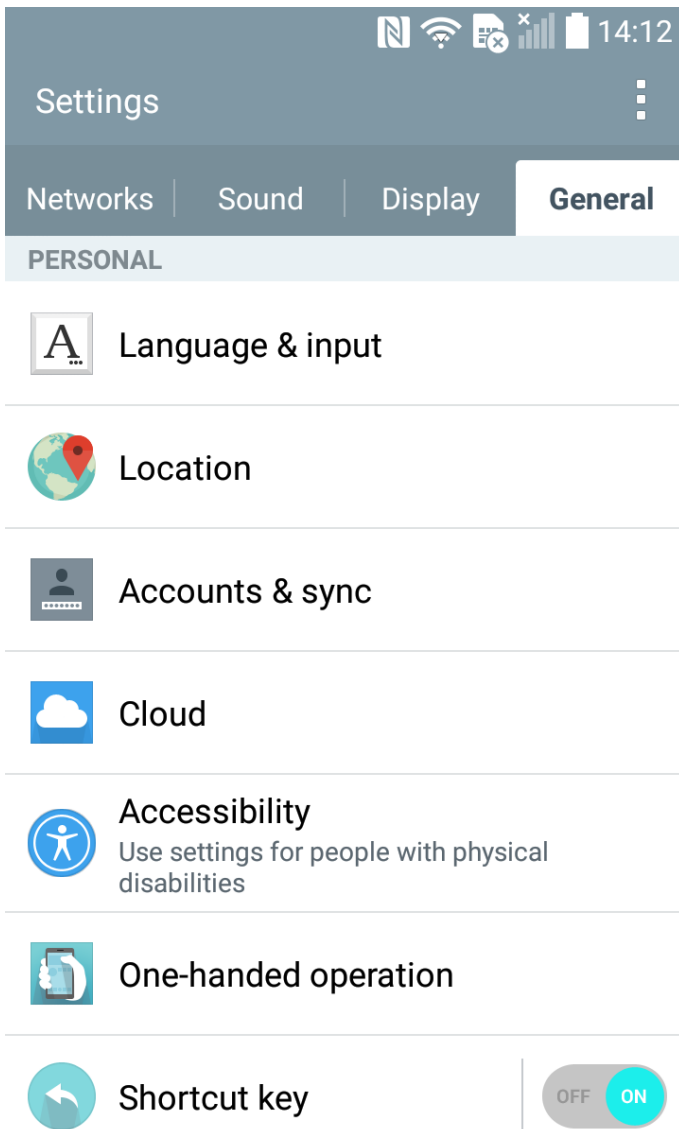 14:12
Settings
Networks Sound Display General
PERSONAL
A
Language & input
Location
Accounts & sync
Cloud
Accessibility
Use settings for people with physical
disabilities
One-handed operation
Shortcut key OFF ON